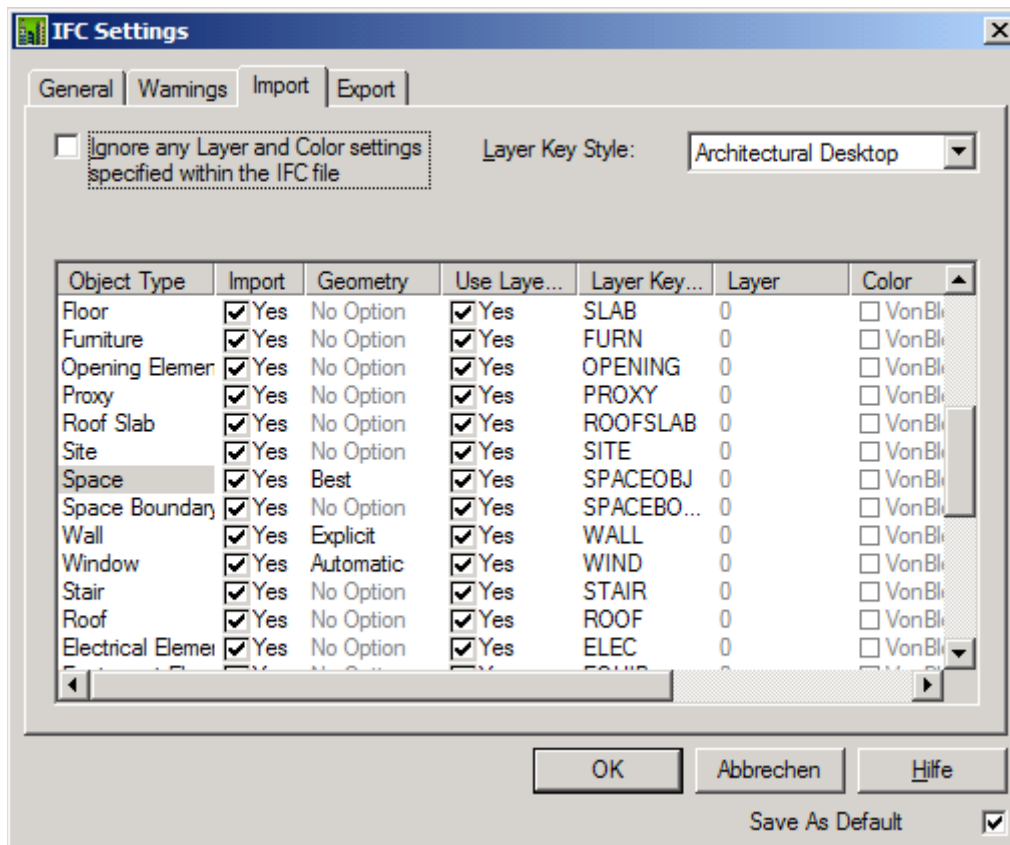 IFC Settings
General Warnings Import Export
Ignore any Layer and Color settings specified within the IFC file
Layer Key Style: Architectural Desktop
Object Type Import Geometry Use Laye... Layer Key... Layer Color
Floor Yes No Option Yes SLAB 0 VonBl
Furniture Yes No Option Yes FURN 0 VonBl
Opening Elemen Yes No Option Yes OPENING 0 VonBl
Proxy Yes No Option Yes PROXY 0 VonBl
Roof Slab Yes No Option Yes ROOFSLAB 0 VonBl
Site Yes No Option Yes SITE 0 VonBl
Space Yes Best Yes SPACEOBJ 0 VonBl
Space Boundary Yes No Option Yes SPACEBO... 0 VonBl
Wall Yes Explicit Yes WALL 0 VonBl
Window Yes Automatic Yes WIND 0 VonBl
Stair Yes No Option Yes STAIR 0 VonBl
Roof Yes No Option Yes ROOF 0 VonBl
Electrical Elemen Yes No Option Yes ELEC 0 VonBl
OK Abbrechen Hilfe
Save As Default